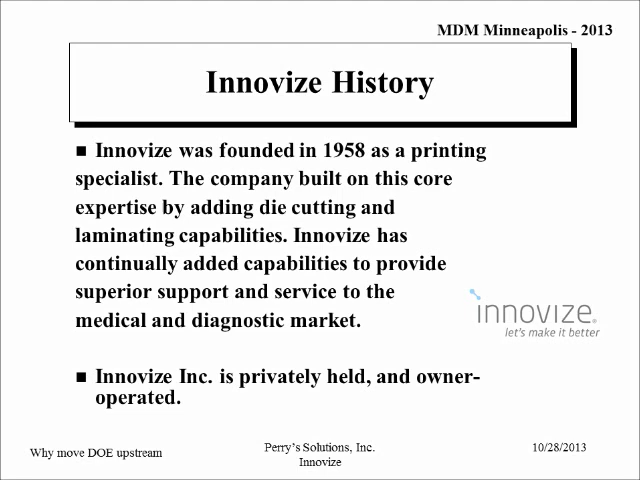 MDM Minneapolis - 2013
Innovize History
■ Innovize was founded in 1958 as a printing
specialist. The company built on this core
expertise by adding die cutting and
laminating capabilities. Innovize has
continually added capabilities to provide
superior support and service to the
medical and diagnostic market.
innovize®
let's make it better
■ Innovize Inc. is privately held, and owner-
operated.
Why move DOE upstream
Perry's Solutions, Inc.
Innovize
10/28/2013